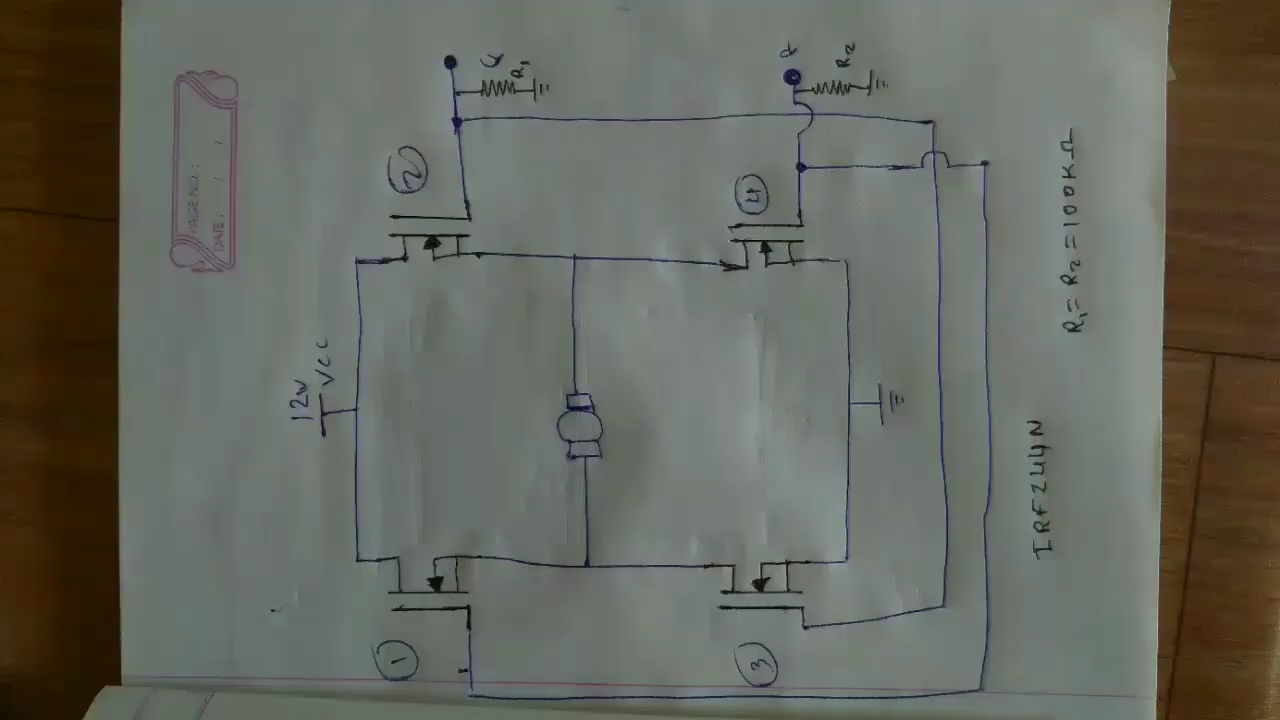 PAGE NO.:
DATE: / /
12v
VCC
1
2
3
4
R1
R2
IRFZ44N
R1 = R2 = 100KΩ